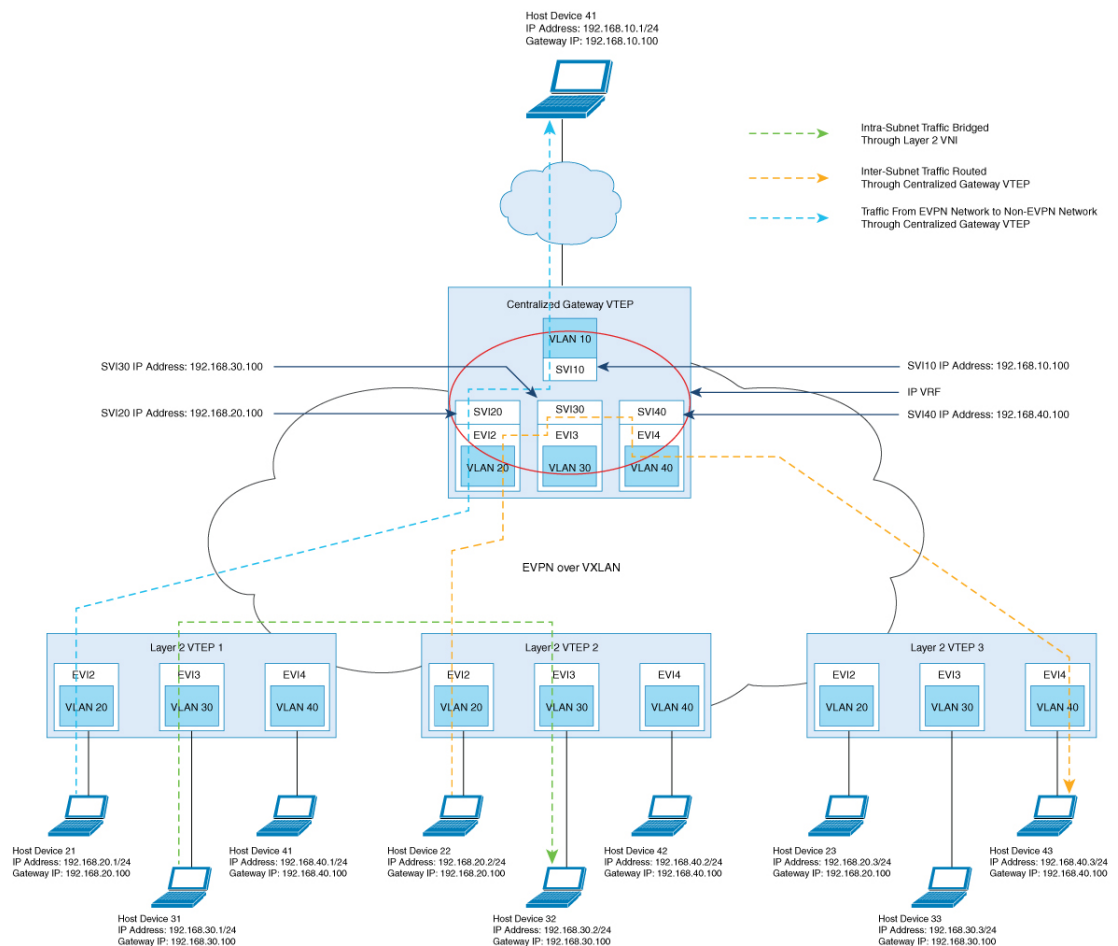 Host Device 41
IP Address: 192.168.10.1/24
Gateway IP: 192.168.10.100
Intra-Subnet Traffic Bridged
Through Layer 2 VNI
Inter-Subnet Traffic Routed
Through Centralized Gateway VTEP
Traffic From EVPN Network to Non-EVPN Network
Through Centralized Gateway VTEP
Centralized Gateway VTEP
VLAN 10
SVI10
SVI30 IP Address: 192.168.30.100
SVI10 IP Address: 192.168.10.100
IP VRF
SVI20 IP Address: 192.168.20.100
SVI40 IP Address: 192.168.40.100
SVI20
SVI30
SVI40
EVI2
EVI3
EVI4
VLAN 20
VLAN 30
VLAN 40
EVPN over VXLAN
Layer 2 VTEP 1
EVI2
EVI3
EVI4
VLAN 20
VLAN 30
VLAN 40
Layer 2 VTEP 2
EVI2
EVI3
EVI4
VLAN 20
VLAN 30
VLAN 40
Layer 2 VTEP 3
EVI2
EVI3
EVI4
VLAN 20
VLAN 30
VLAN 40
Host Device 21
IP Address: 192.168.20.1/24
Gateway IP: 192.168.20.100
Host Device 41
IP Address: 192.168.40.1/24
Gateway IP: 192.168.40.100
Host Device 22
IP Address: 192.168.20.2/24
Gateway IP: 192.168.20.100
Host Device 42
IP Address: 192.168.40.2/24
Gateway IP: 192.168.40.100
Host Device 23
IP Address: 192.168.20.3/24
Gateway IP: 192.168.20.100
Host Device 43
IP Address: 192.168.40.3/24
Gateway IP: 192.168.40.100
Host Device 31
IP Address: 192.168.30.1/24
Gateway IP: 192.168.30.100
Host Device 32
IP Address: 192.168.30.2/24
Gateway IP: 192.168.30.100
Host Device 33
IP Address: 192.168.30.3/24
Gateway IP: 192.168.30.100